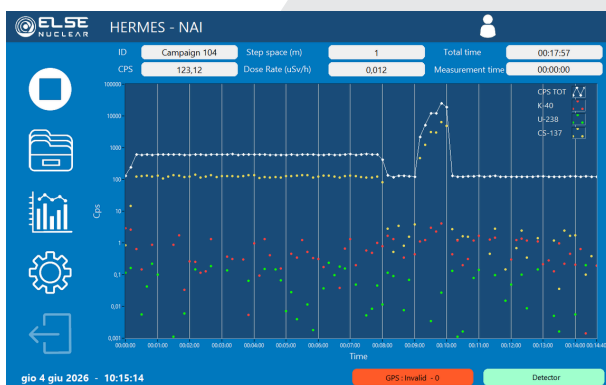 ELSE
NUCLEAR
HERMES - NAI
ID Campaign 104 Step space (m) 1 Total time 00:17:57
CPS 123,12 Dose Rate (uSv/h) 0,012 Measurement time 00:00:00
100000
10000
1000
100
10
1
0,1
0,01
0,001
Cps
CPS TOT
K-40
U-238
CS-137
00:00:00 00:01:00 00:02:00 00:03:00 00:04:00 00:05:00 00:06:00 00:07:00 00:08:00 00:09:00 00:10:00 00:11:00 00:12:00 00:13:00 00:14:00 00:14:40
Time
gio 4 giu 2026 - 10:15:14
GPS : Invalid - 0
Detector